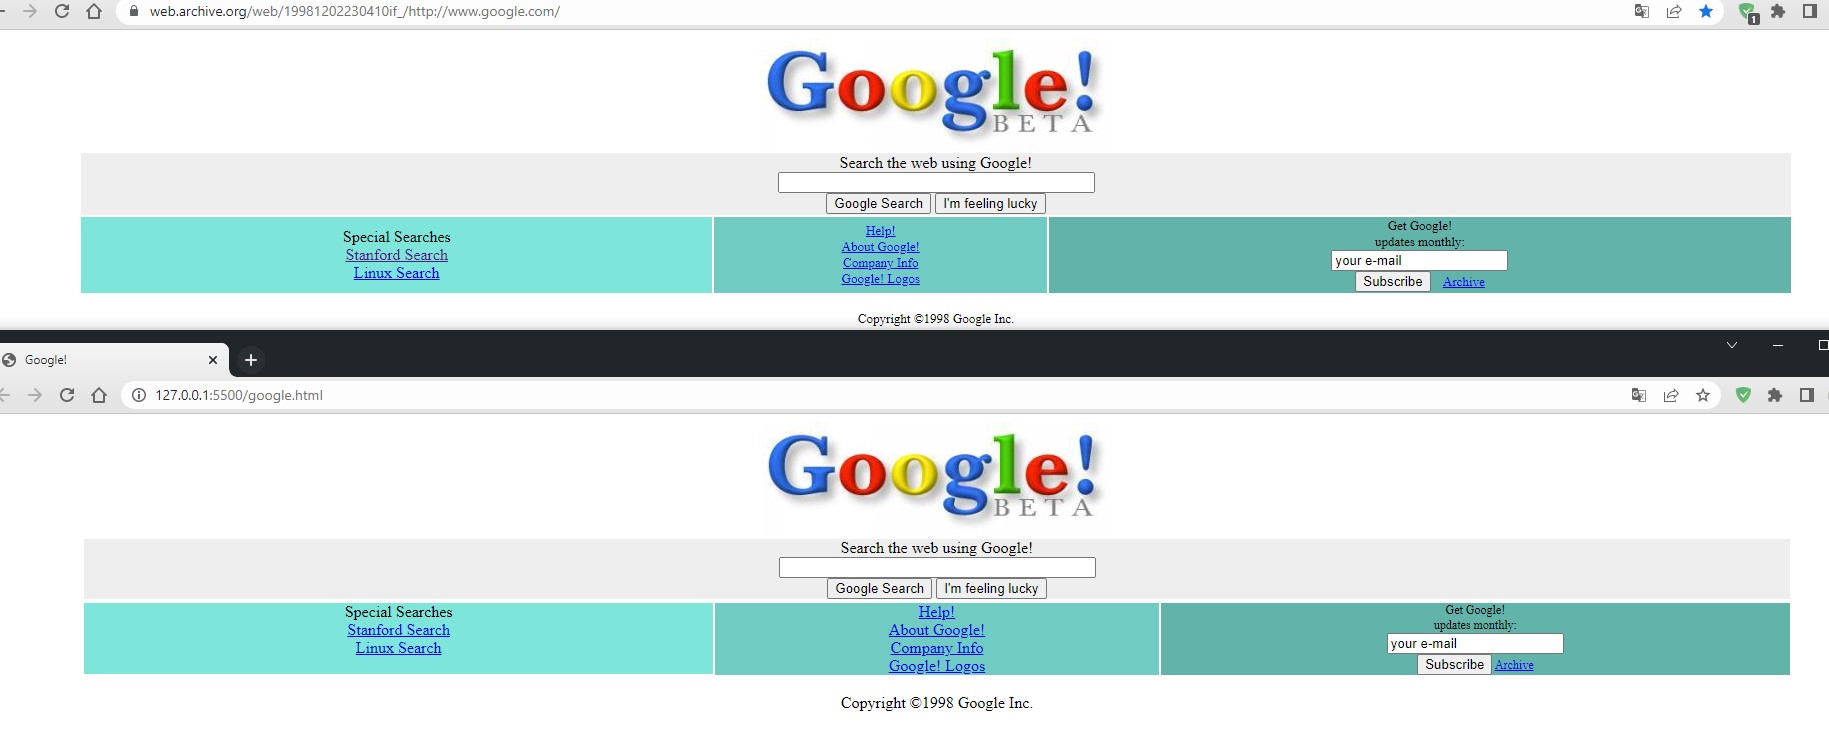 web.archive.org/web/19981202230410if_/http://www.google.com/
1
Google!
BETA
Search the web using Google!
Google Search I'm feeling lucky
Special Searches
Stanford Search
Linux Search
Help!
About Google!
Company Info
Google! Logos
Get Google!
updates monthly:
your e-mail
Subscribe Archive
Copyright ©1998 Google Inc.
Google!
127.0.0.1:5500/google.html
Google!
BETA
Search the web using Google!
Google Search I'm feeling lucky
Special Searches
Stanford Search
Linux Search
Help!
About Google!
Company Info
Google! Logos
Get Google!
updates monthly:
your e-mail
Subscribe Archive
Copyright ©1998 Google Inc.